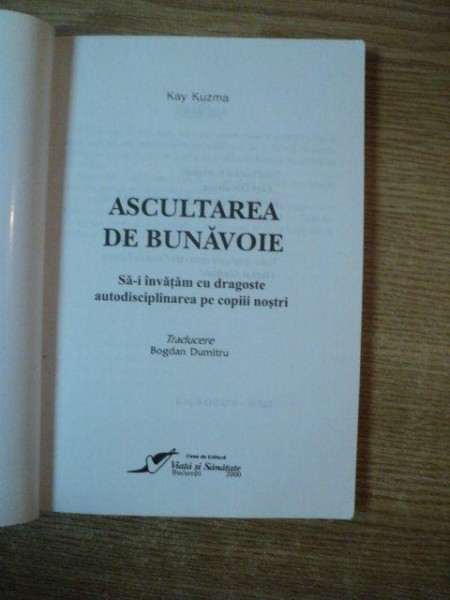 Kay Kuzma
ASCULTAREA
DE BUNĂVOIE
Să-i învăţăm cu dragoste
autodisciplinarea pe copiii noştri
Traducere
Bogdan Dumitru
Casa de Editură
Viaţă şi Sănătate
Bucureşti 2000